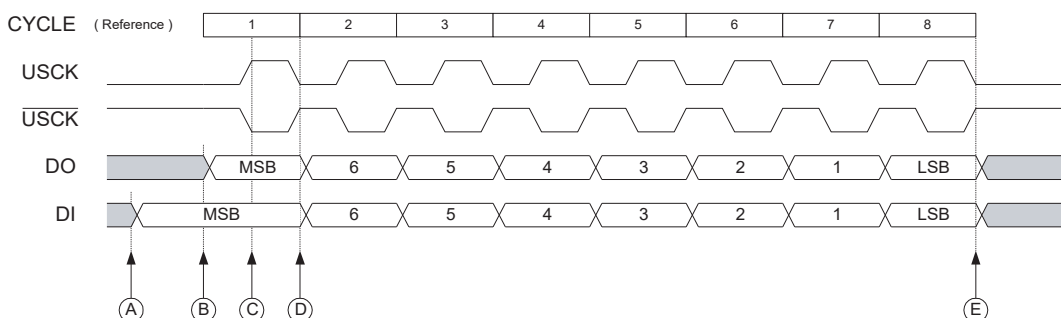 CYCLE ( Reference ) 1 2 3 4 5 6 7 8
USCK
USCK
DO MSB 6 5 4 3 2 1 LSB
DI MSB 6 5 4 3 2 1 LSB
A B C D E